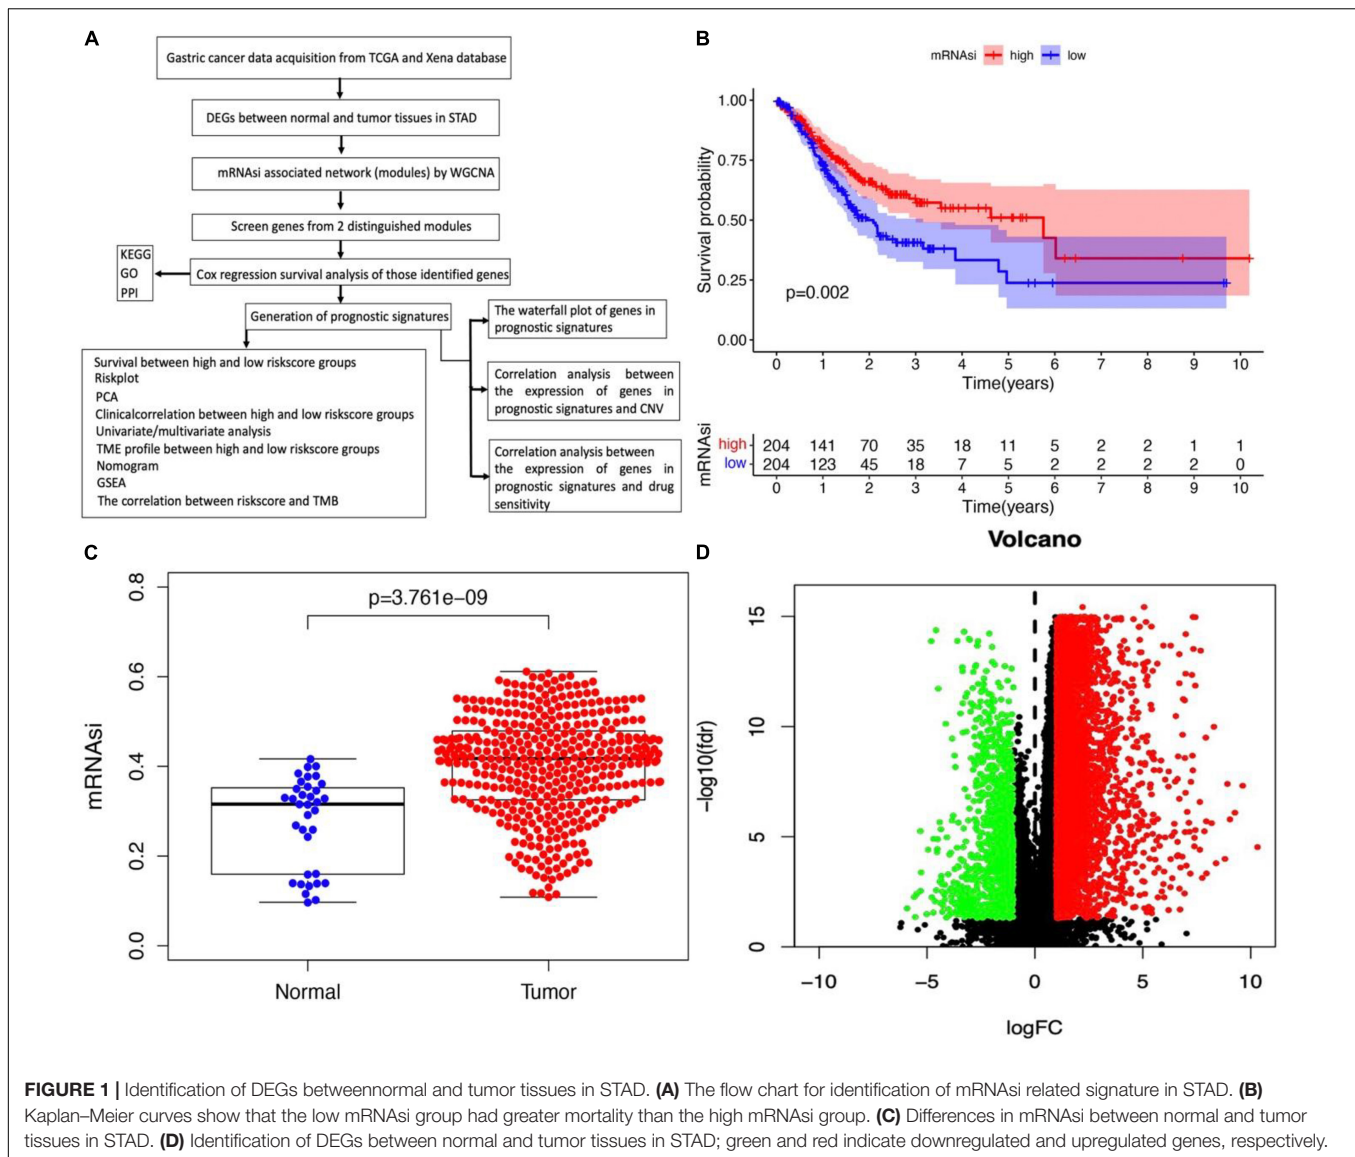 A
Gastric cancer data acquisition from TCGA and Xena database
DEGs between normal and tumor tissues in STAD
mRNAsi associated network (modules) by WGCNA
Screen genes from 2 distinguished modules
KEGG
GO
PPI
Cox regression survival analysis of those identified genes
Generation of prognostic signatures
Survival between high and low riskscore groups
Riskplot
PCA
Clinicalcorrelation between high and low riskscore groups
Univariate/multivariate analysis
TME profile between high and low riskscore groups
Nomogram
GSEA
The correlation between riskscore and TMB
The waterfall plot of genes in
prognostic signatures
Correlation analysis between
the expression of genes in
prognostic signatures and CNV
Correlation analysis between
the expression of genes in
prognostic signatures and drug
sensitivity
B
mRNAsi high low
Survival probability
1.00
0.75
0.50
0.25
0.00
p=0.002
0 1 2 3 4 5 6 7 8 9 10
Time(years)
mRNAsi
high 204 141 70 35 18 11 5 2 2 1 1
low 204 123 45 18 7 5 2 2 2 2 0
0 1 2 3 4 5 6 7 8 9 10
Time(years)
C
mRNAsi
0.8
0.6
0.4
0.2
0.0
p=3.761e−09
Normal Tumor
D
Volcano
−log10(fdr)
15
10
5
0
−10 −5 0 5 10
logFC
FIGURE 1 | Identification of DEGs betweennormal and tumor tissues in STAD. (A) The flow chart for identification of mRNAsi related signature in STAD. (B)
Kaplan–Meier curves show that the low mRNAsi group had greater mortality than the high mRNAsi group. (C) Differences in mRNAsi between normal and tumor
tissues in STAD. (D) Identification of DEGs between normal and tumor tissues in STAD; green and red indicate downregulated and upregulated genes, respectively.